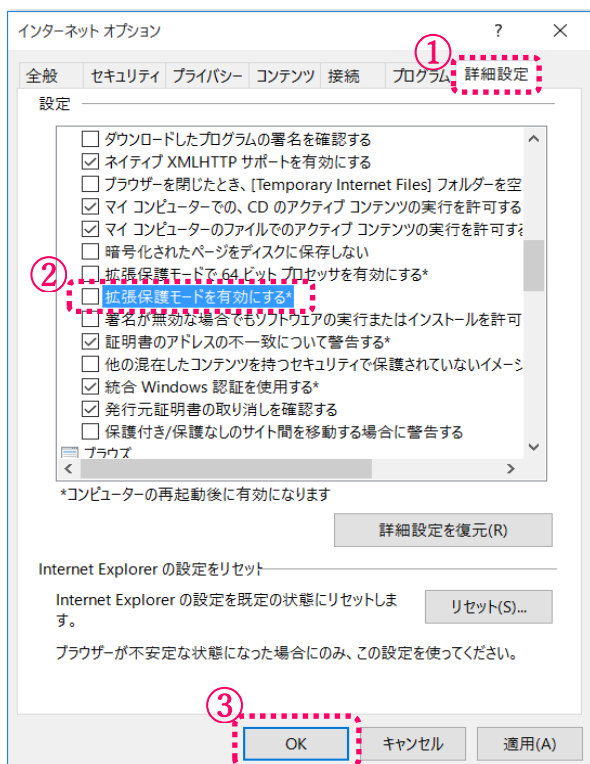 インターネット オプション ? ×
①
全般 セキュリティ プライバシー コンテンツ 接続 プログラム 詳細設定
設定
ダウンロードしたプログラムの署名を確認する
ネイティブ XMLHTTP サポートを有効にする
ブラウザーを閉じたとき、[Temporary Internet Files] フォルダーを空
マイ コンピューターでの、CD のアクティブ コンテンツの実行を許可する
マイ コンピューターのファイルでのアクティブ コンテンツの実行を許可する
暗号化されたページをディスクに保存しない
②
拡張保護モードで 64 ビット プロセッサを有効にする*
拡張保護モードを有効にする*
署名が無効な場合でもソフトウェアの実行またはインストールを許可
証明書のアドレスの不一致について警告する*
他の混在したコンテンツを持つセキュリティで保護されていないイメージ
統合 Windows 認証を使用する*
発行元証明書の取り消しを確認する
保護付き/保護なしのサイト間を移動する場合に警告する
ブラウズ
*コンピューターの再起動後に有効になります
詳細設定を復元(R)
Internet Explorer の設定をリセット
Internet Explorer の設定を既定の状態にリセットしま
す。
リセット(S)...
ブラウザーが不安定な状態になった場合にのみ、この設定を使ってください。
③
OK キャンセル 適用(A)